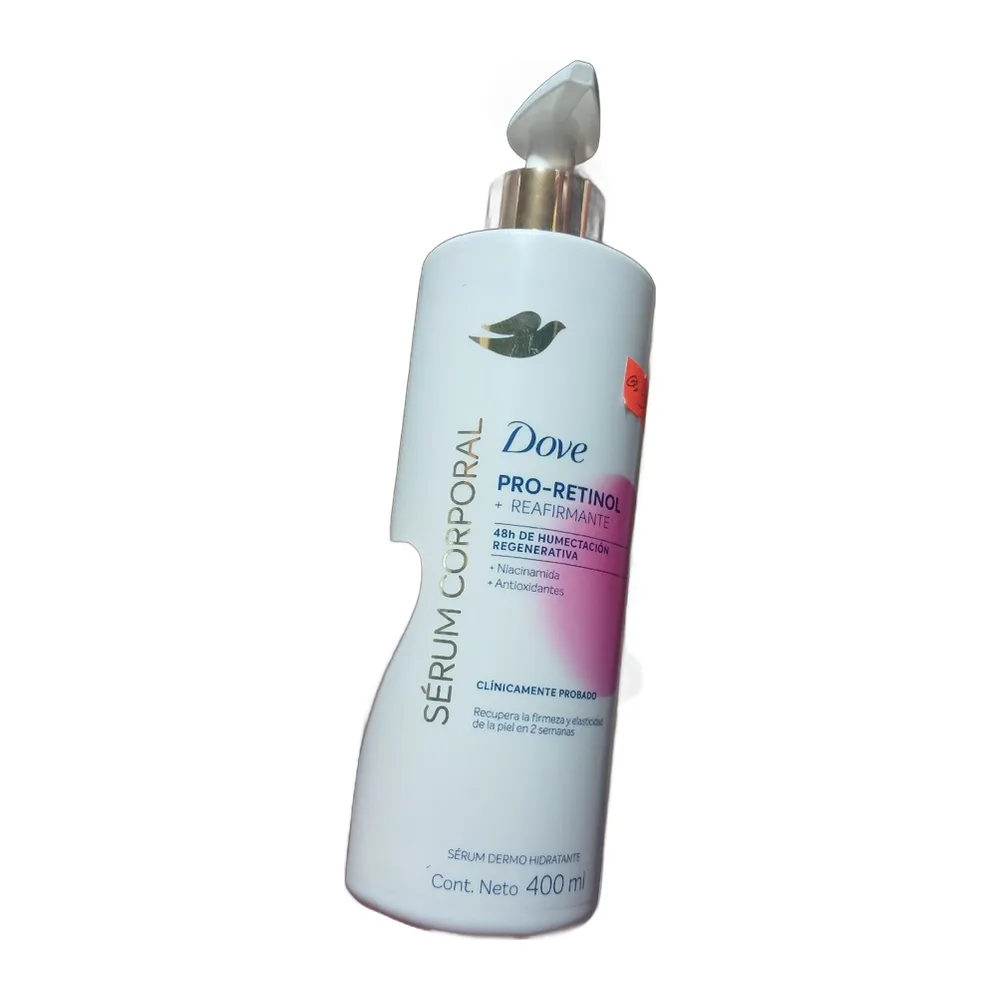 SÉRUM CORPORAL
Dove
PRO-RETINOL
+ REAFIRMANTE
48h DE HUMECTACIÓN
REGENERATIVA
+ Niacinamida
+ Antioxidantes
CLÍNICAMENTE PROBADO
Recupera la firmeza y elasticidad
de la piel en 2 semanas
SÉRUM DERMO HIDRATANTE
Cont. Neto 400 ml